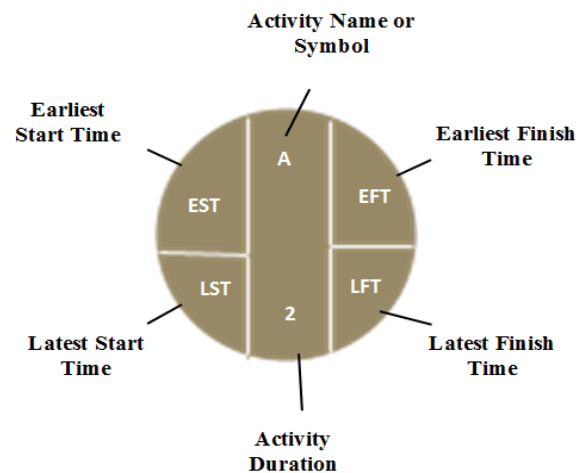 Activity Name or
Symbol
Earliest
Start Time
Earliest Finish
Time
A
EST
EFT
LST
LFT
2
Latest Start
Time
Latest Finish
Time
Activity
Duration